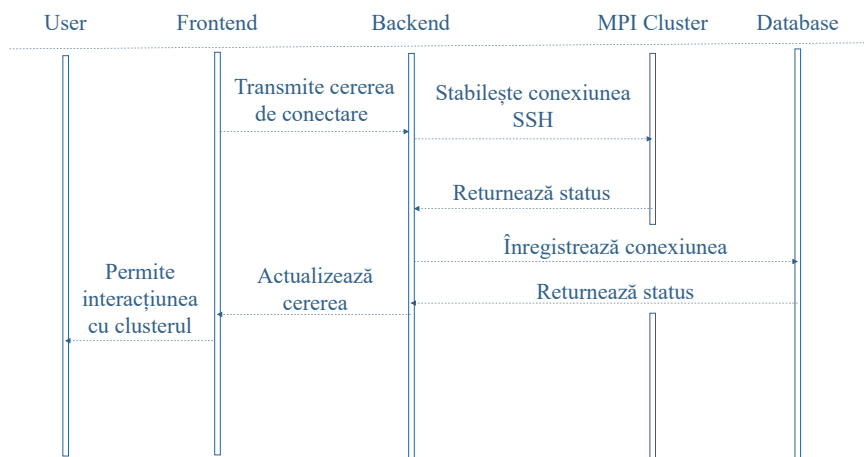 User
Frontend
Backend
MPI Cluster
Database
Transmite cererea
de conectare
Stabilește conexiunea
SSH
Returnează status
Înregistrează conexiunea
Returnează status
Actualizează
cererea
Permite
interacțiunea
cu clusterul